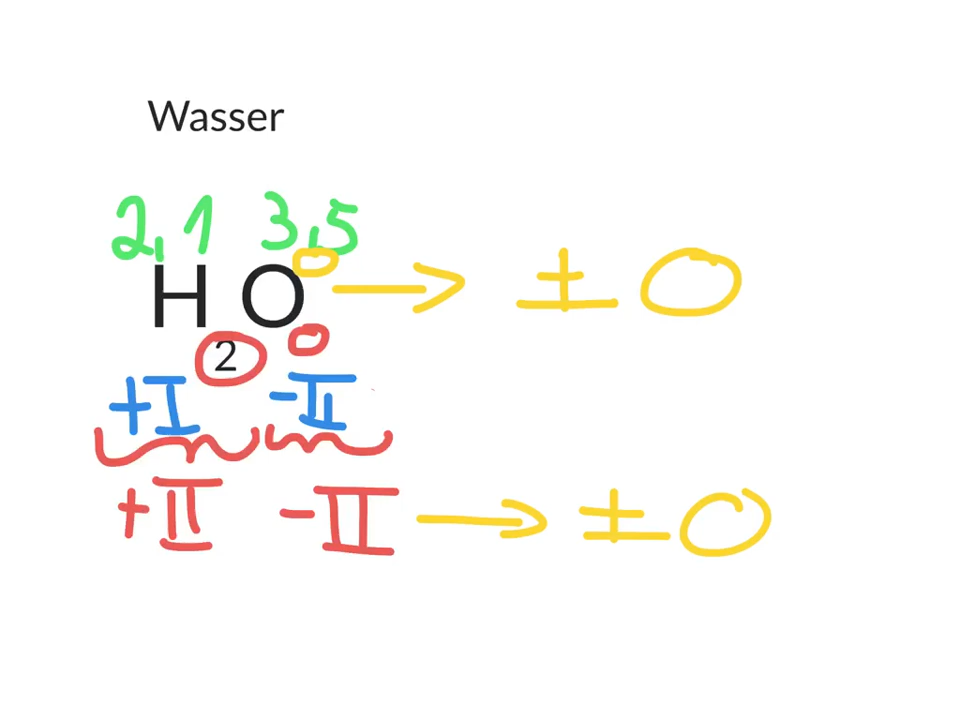 Wasser
2,1 3,5
H O → ± 0
2
+I -II
+II -II → ± 0